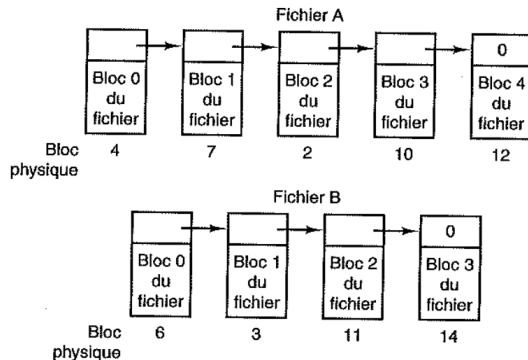 Fichier A
0
Bloc 0 Bloc 1 Bloc 2 Bloc 3 Bloc 4
du du du du du
fichier fichier fichier fichier fichier
Bloc 4 7 2 10 12
physique
Fichier B
0
Bloc 0 Bloc 1 Bloc 2 Bloc 3
du du du du
fichier fichier fichier fichier
Bloc 6 3 11 14
physique